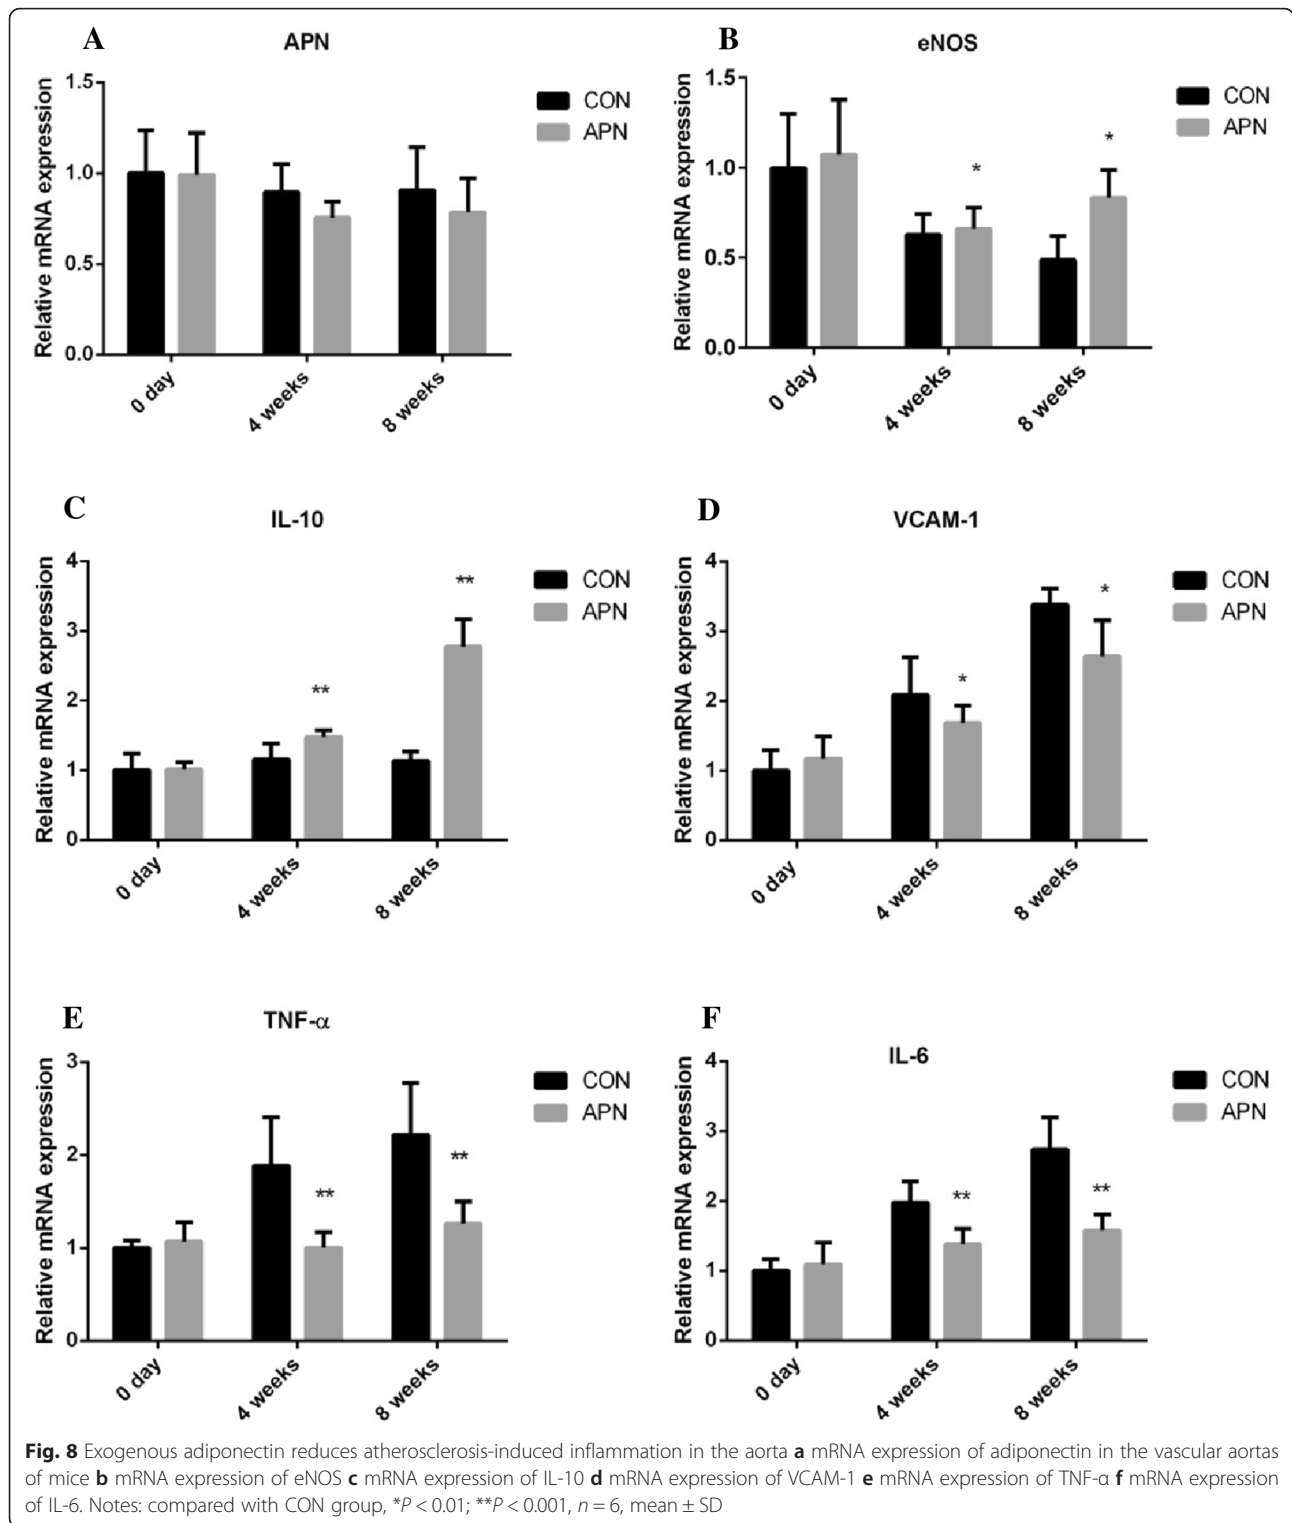 A
APN
Relative mRNA expression
1.5
1.0
0.5
0.0
0 day
4 weeks
8 weeks
CON
APN
B
eNOS
Relative mRNA expression
1.5
1.0
0.5
0.0
*
*
0 day
4 weeks
8 weeks
CON
APN
C
IL-10
Relative mRNA expression
4
3
2
1
0
**
**
0 day
4 weeks
8 weeks
CON
APN
D
VCAM-1
Relative mRNA expression
4
3
2
1
0
*
*
0 day
4 weeks
8 weeks
CON
APN
E
TNF-α
Relative mRNA expression
3
2
1
0
**
**
0 day
4 weeks
8 weeks
CON
APN
F
IL-6
Relative mRNA expression
4
3
2
1
0
**
**
0 day
4 weeks
8 weeks
CON
APN
Fig. 8 Exogenous adiponectin reduces atherosclerosis-induced inflammation in the aorta a mRNA expression of adiponectin in the vascular aortas
of mice b mRNA expression of eNOS c mRNA expression of IL-10 d mRNA expression of VCAM-1 e mRNA expression of TNF-α f mRNA expression
of IL-6. Notes: compared with CON group, *P < 0.01; **P < 0.001, n = 6, mean ± SD